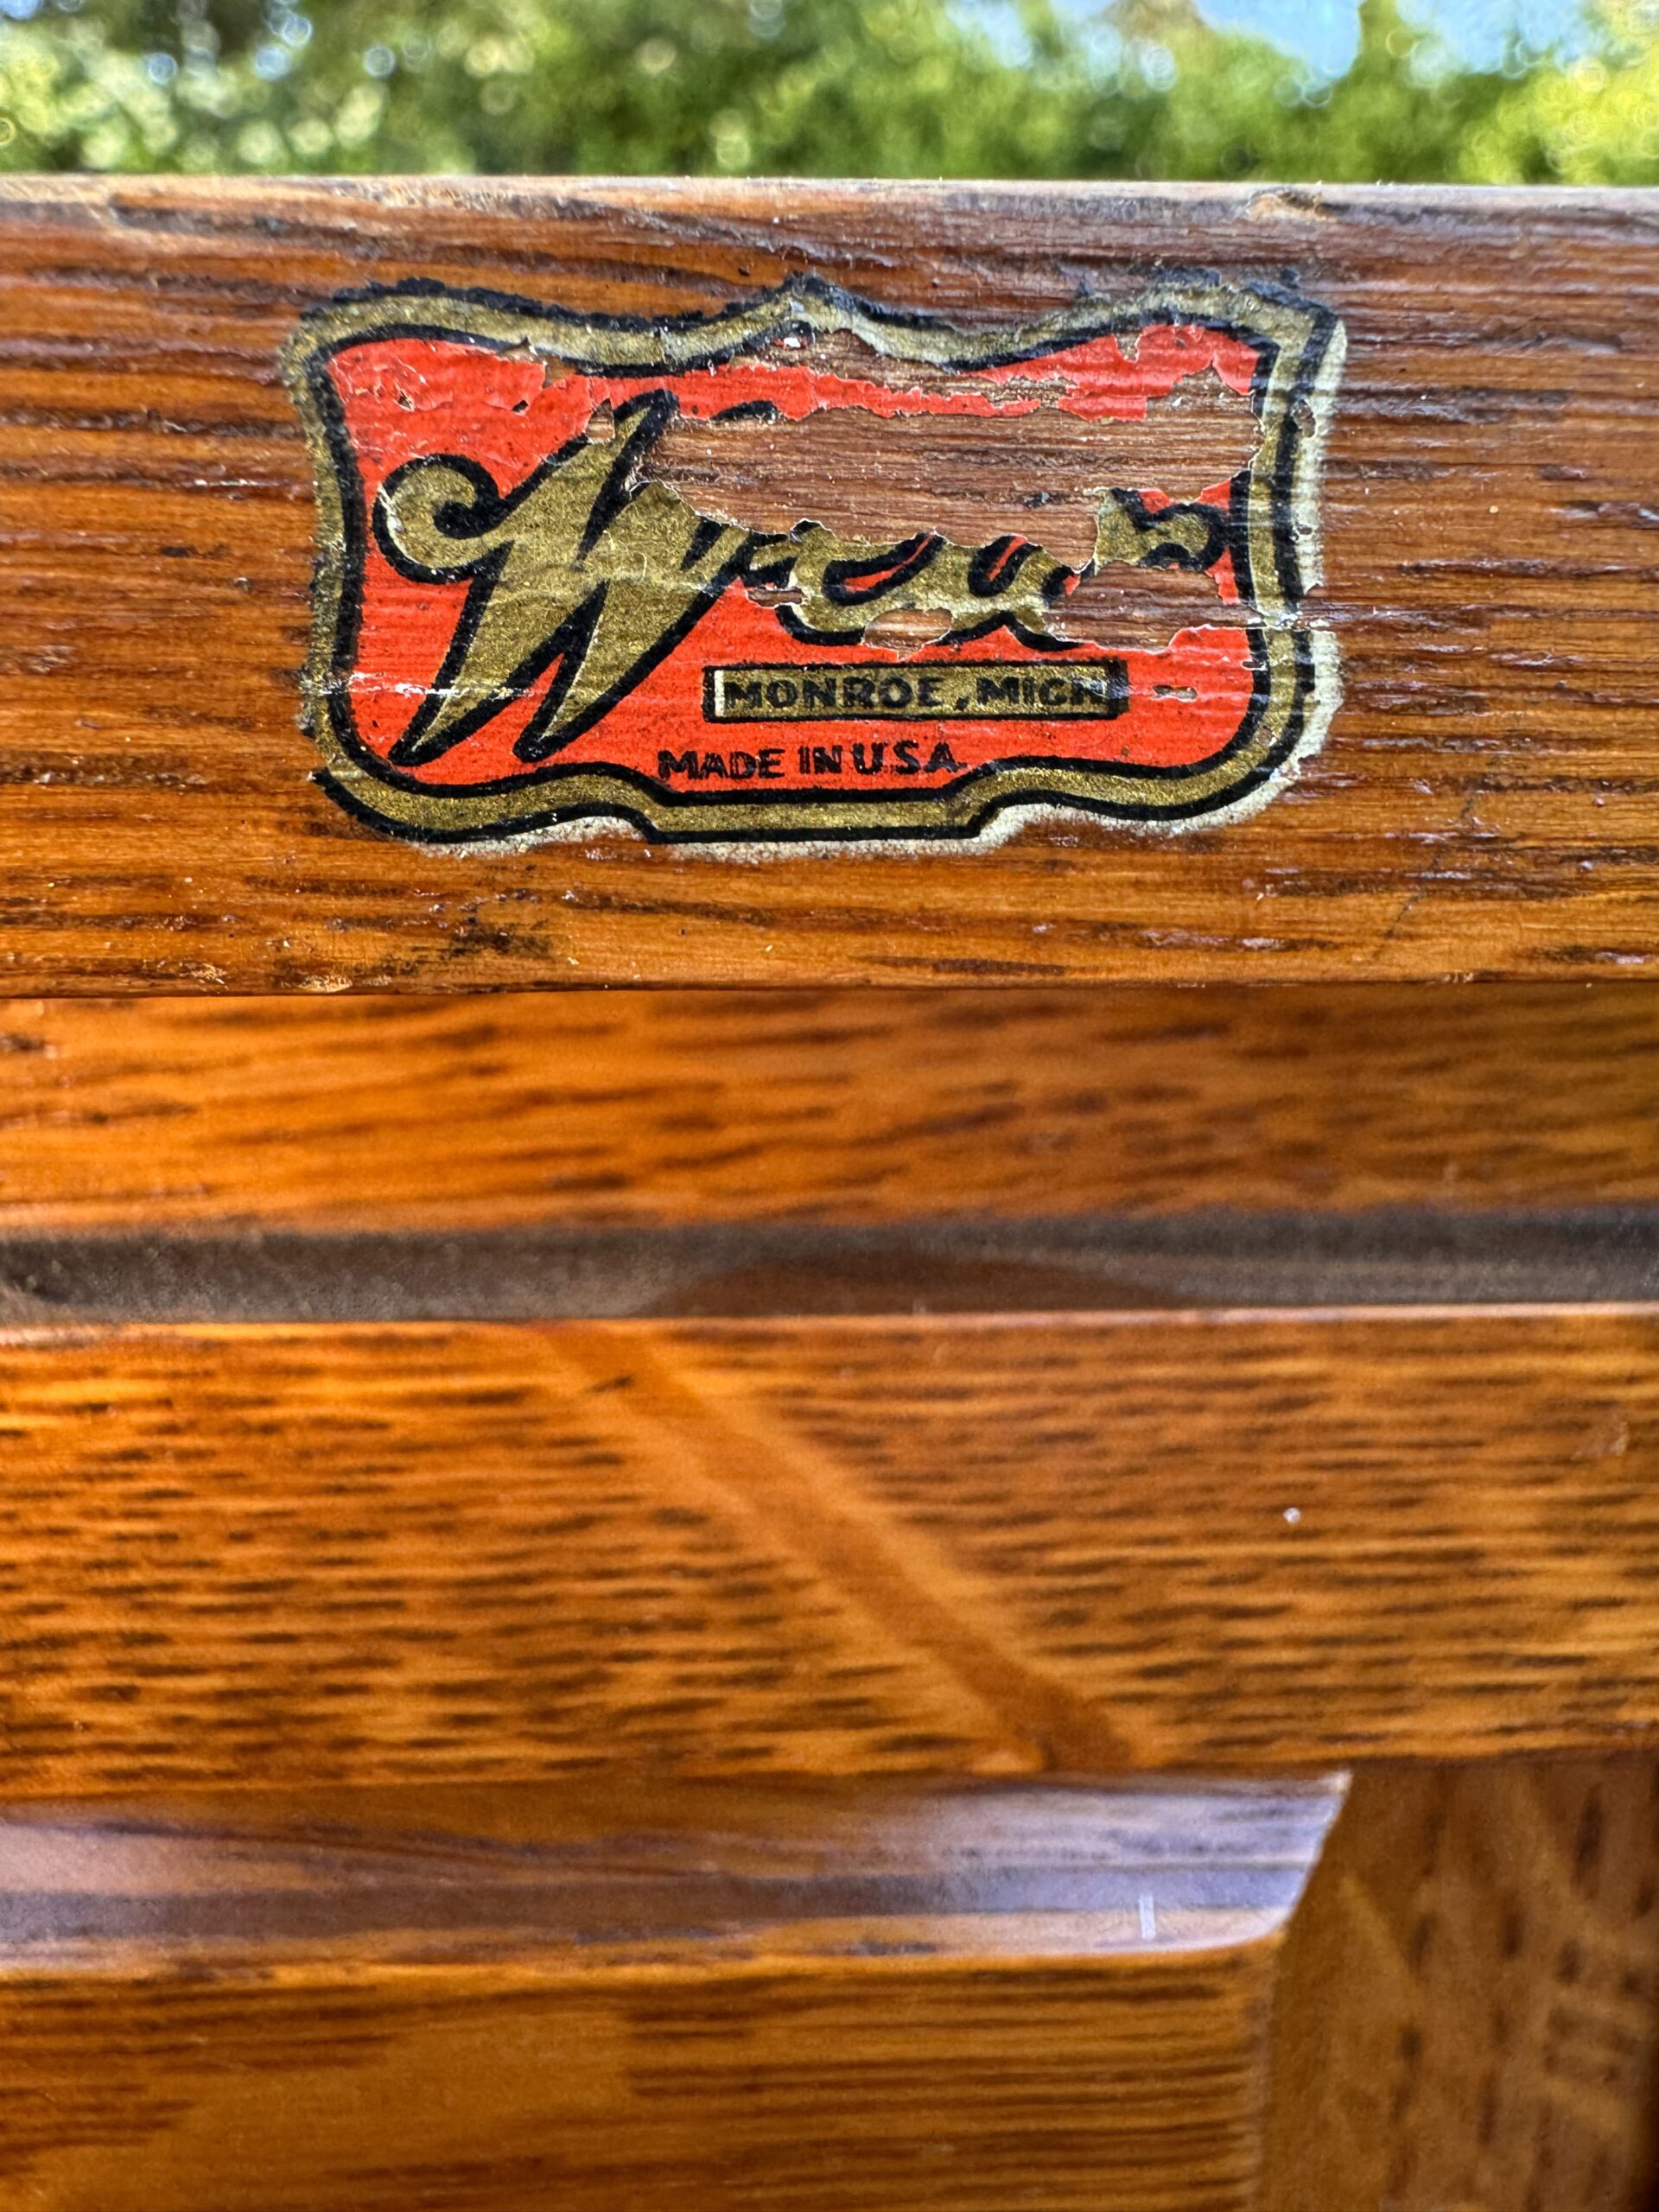 MONROE, MICH
MADE IN U.S.A.